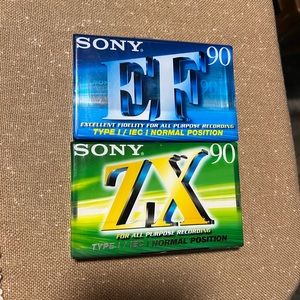 SONY
EF 90
EXCELLENT FIDELITY FOR ALL PURPOSE RECORDING
TYPE I / IEC I NORMAL POSITION
SONY
ZX 90
FOR ALL PURPOSE RECORDING
TYPE I / IEC I NORMAL POSITION